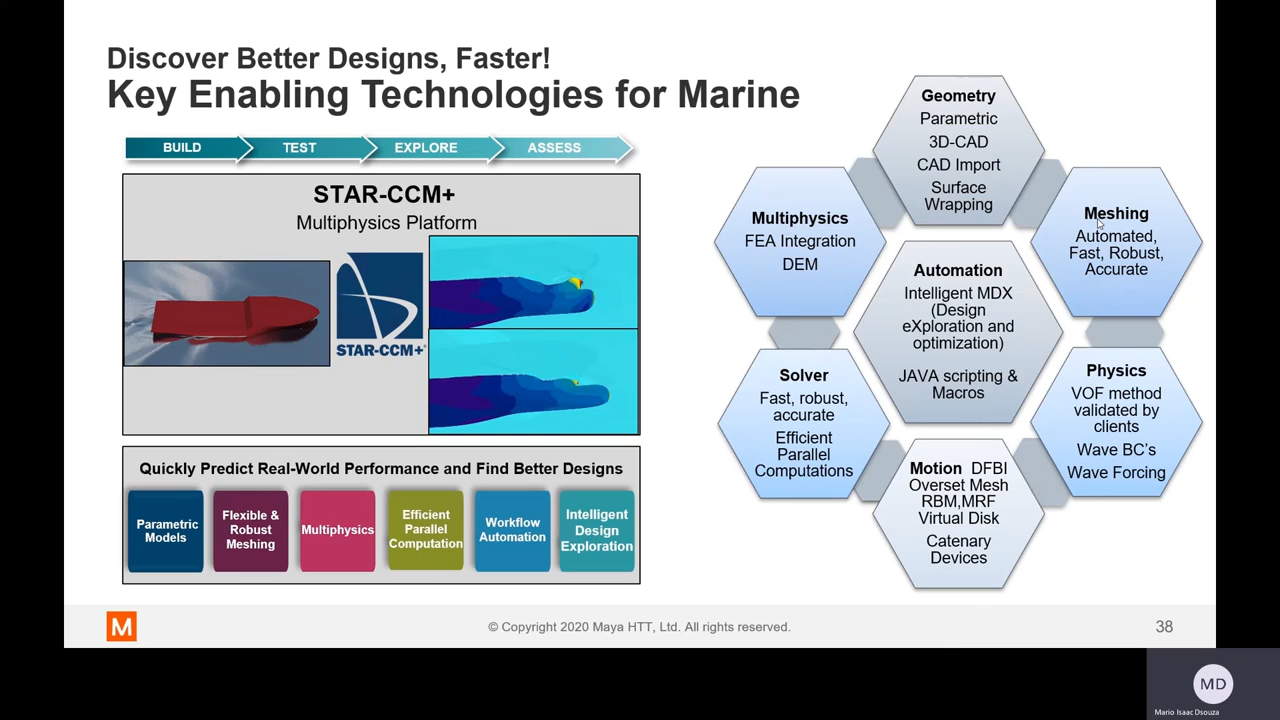 Discover Better Designs, Faster!
Key Enabling Technologies for Marine
BUILD
TEST
EXPLORE
ASSESS
STAR-CCM+
Multiphysics Platform
STAR-CCM+
Quickly Predict Real-World Performance and Find Better Designs
Parametric
Models
Flexible &
Robust
Meshing
Multiphysics
Efficient
Parallel
Computation
Workflow
Automation
Intelligent
Design
Exploration
Geometry
Parametric
3D-CAD
CAD Import
Surface
Wrapping
Multiphysics
FEA Integration
DEM
Meshing
Automated,
Fast, Robust,
Accurate
Automation
Intelligent MDX
(Design
eXploration and
optimization)
JAVA scripting &
Macros
Solver
Fast, robust,
accurate
Efficient
Parallel
Computations
Physics
VOF method
validated by
clients
Wave BC's
Wave Forcing
Motion DFBI
Overset Mesh
RBM,MRF
Virtual Disk
Catenary
Devices
M
© Copyright 2020 Maya HTT, Ltd. All rights reserved.
38
MD
Mario Isaac Dsouza